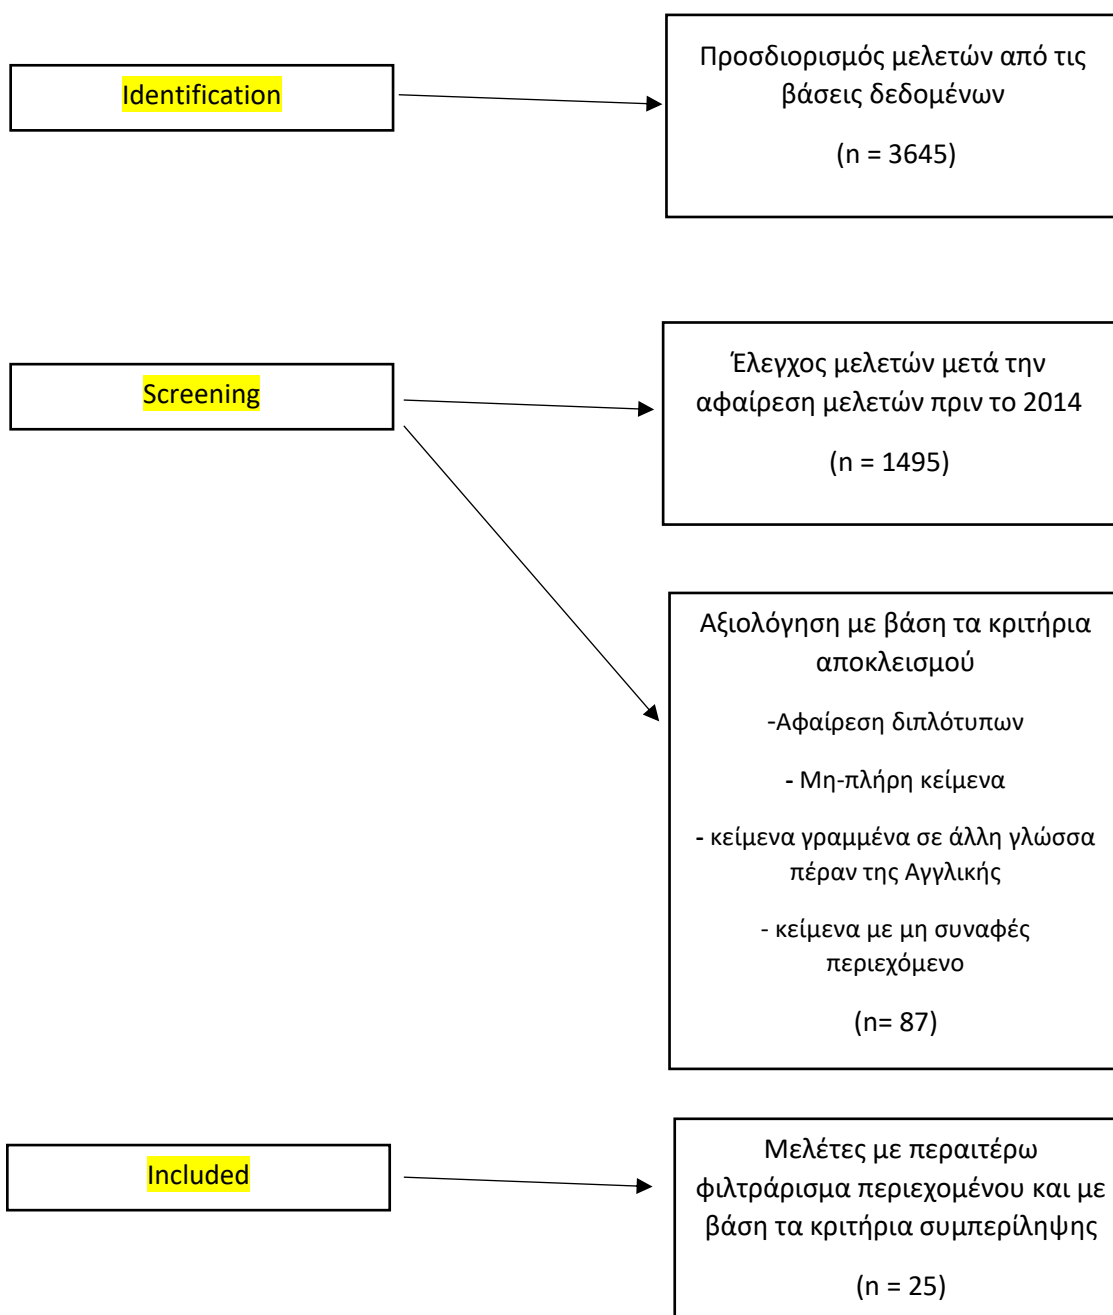 Identification
Προσδιορισμός μελετών από τις
βάσεις δεδομένων
(n = 3645)
Screening
Έλεγχος μελετών μετά την
αφαίρεση μελετών πριν το 2014
(n = 1495)
Αξιολόγηση με βάση τα κριτήρια
αποκλεισμού
-Αφαίρεση διπλότυπων
- Μη-πλήρη κείμενα
- κείμενα γραμμένα σε άλλη γλώσσα
πέραν της Αγγλικής
- κείμενα με μη συναφές
περιεχόμενο
(n= 87)
Included
Μελέτες με περαιτέρω
φιλτράρισμα περιεχομένου και με
βάση τα κριτήρια συμπερίληψης
(n = 25)